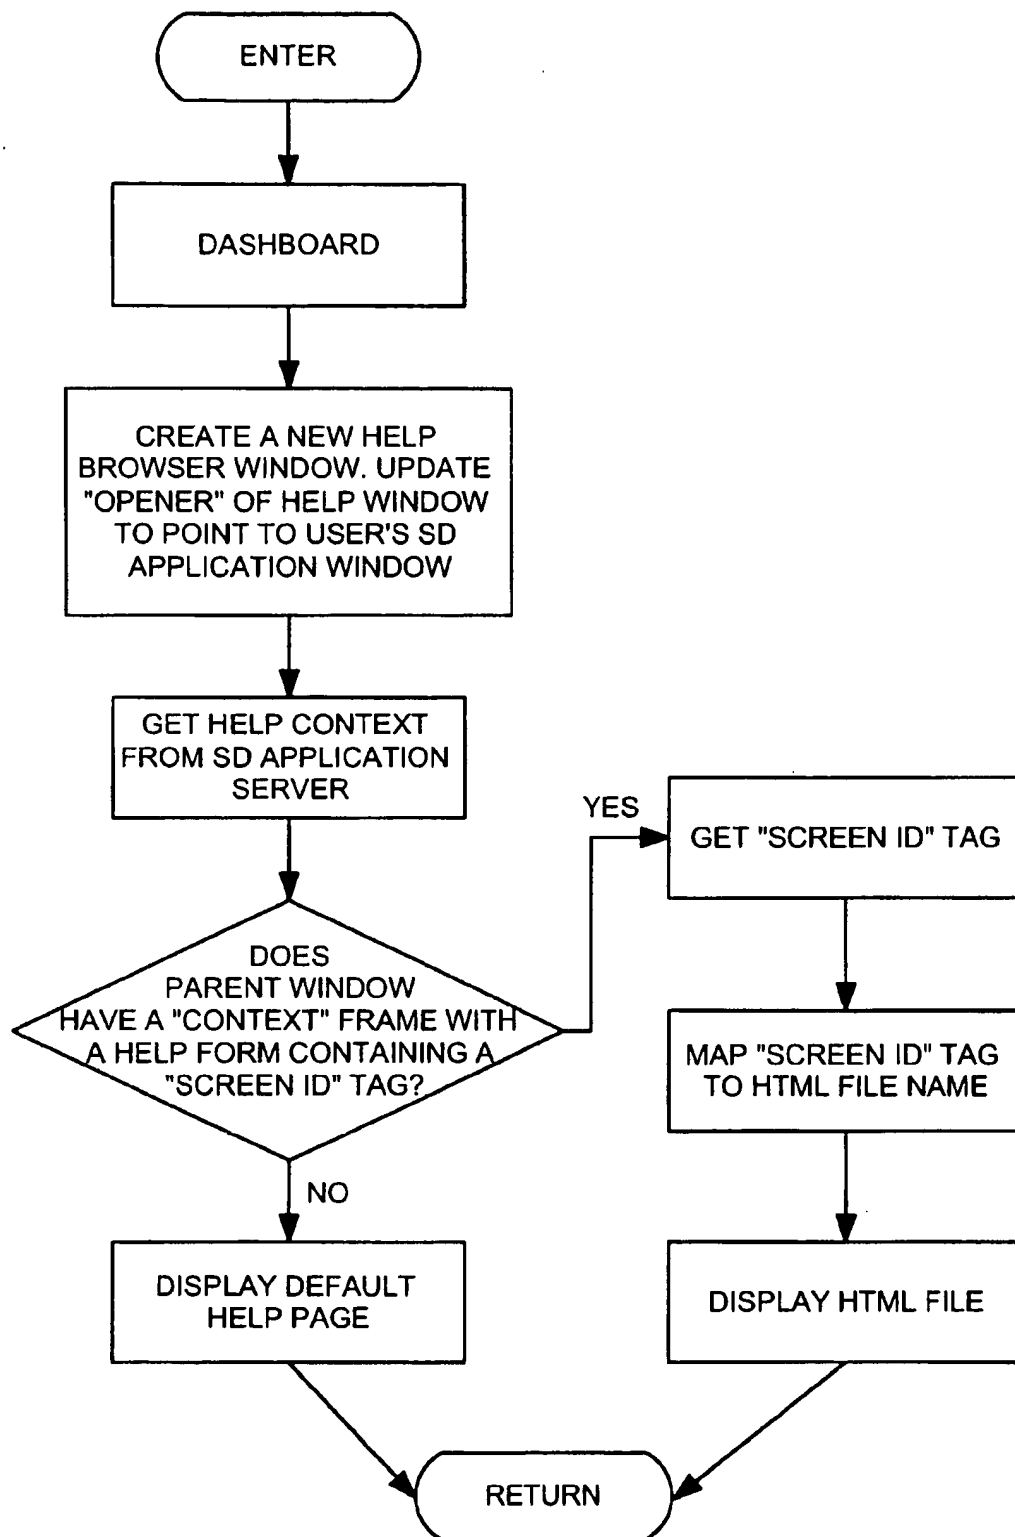 ENTER
DASHBOARD
CREATE A NEW HELP
BROWSER WINDOW. UPDATE
"OPENER" OF HELP WINDOW
TO POINT TO USER'S SD
APPLICATION WINDOW
GET HELP CONTEXT
FROM SD APPLICATION
SERVER
DOES
PARENT WINDOW
HAVE A "CONTEXT" FRAME WITH
A HELP FORM CONTAINING A
"SCREEN ID" TAG?
YES
GET "SCREEN ID" TAG
MAP "SCREEN ID" TAG
TO HTML FILE NAME
DISPLAY HTML FILE
NO
DISPLAY DEFAULT
HELP PAGE
RETURN